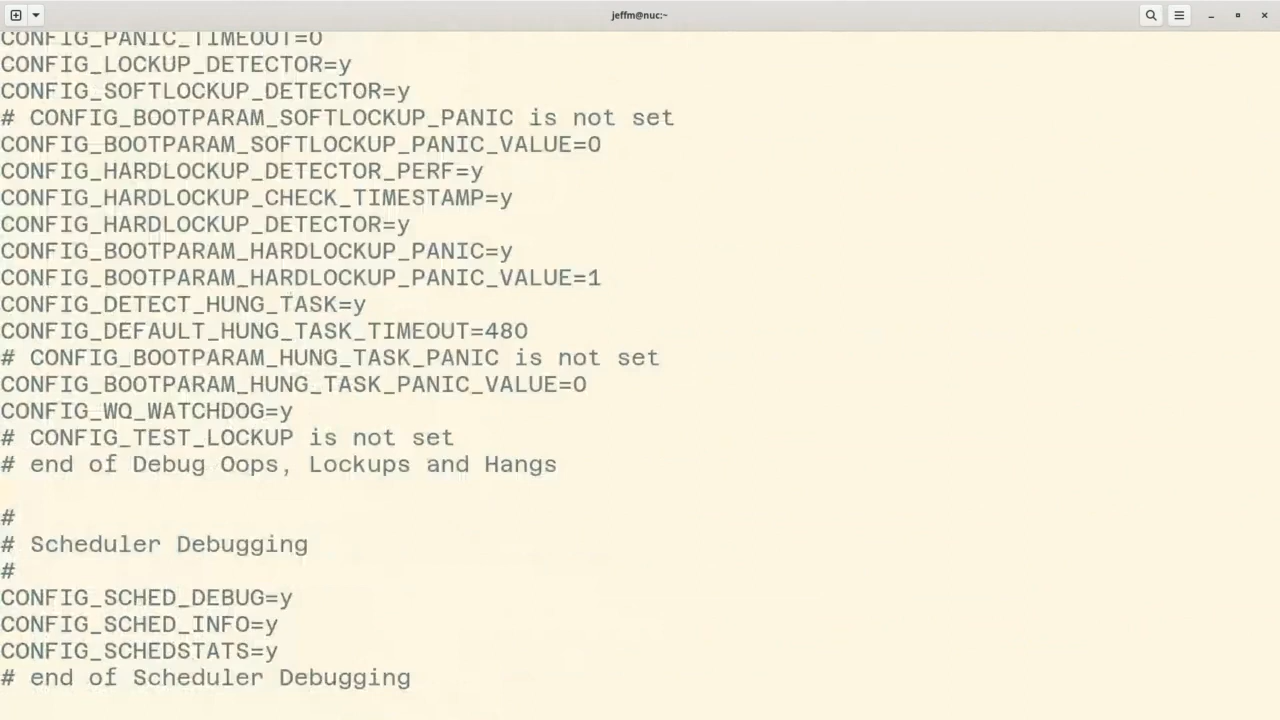 jeffm@nuc:~
CONFIG_PANIC_TIMEOUT=0
CONFIG_LOCKUP_DETECTOR=y
CONFIG_SOFTLOCKUP_DETECTOR=y
# CONFIG_BOOTPARAM_SOFTLOCKUP_PANIC is not set
CONFIG_BOOTPARAM_SOFTLOCKUP_PANIC_VALUE=0
CONFIG_HARDLOCKUP_DETECTOR_PERF=y
CONFIG_HARDLOCKUP_CHECK_TIMESTAMP=y
CONFIG_HARDLOCKUP_DETECTOR=y
CONFIG_BOOTPARAM_HARDLOCKUP_PANIC=y
CONFIG_BOOTPARAM_HARDLOCKUP_PANIC_VALUE=1
CONFIG_DETECT_HUNG_TASK=y
CONFIG_DEFAULT_HUNG_TASK_TIMEOUT=480
# CONFIG_BOOTPARAM_HUNG_TASK_PANIC is not set
CONFIG_BOOTPARAM_HUNG_TASK_PANIC_VALUE=0
CONFIG_WQ_WATCHDOG=y
# CONFIG_TEST_LOCKUP is not set
# end of Debug Oops, Lockups and Hangs
#
# Scheduler Debugging
#
CONFIG_SCHED_DEBUG=y
CONFIG_SCHED_INFO=y
CONFIG_SCHEDSTATS=y
# end of Scheduler Debugging